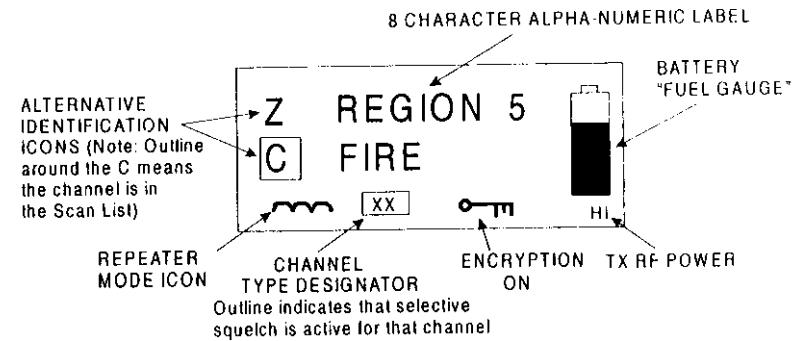 8 CHARACTER ALPHA-NUMERIC LABEL
BATTERY
"FUEL GAUGE"
ALTERNATIVE
IDENTIFICATION
ICONS (Note: Outline
around the C means
the channel is in
the Scan List)
Z REGION 5
C FIRE
XX
HI
REPEATER
MODE ICON
CHANNEL
TYPE DESIGNATOR
Outline indicates that selective
squelch is active for that channel
ENCRYPTION
ON
TX RF POWER